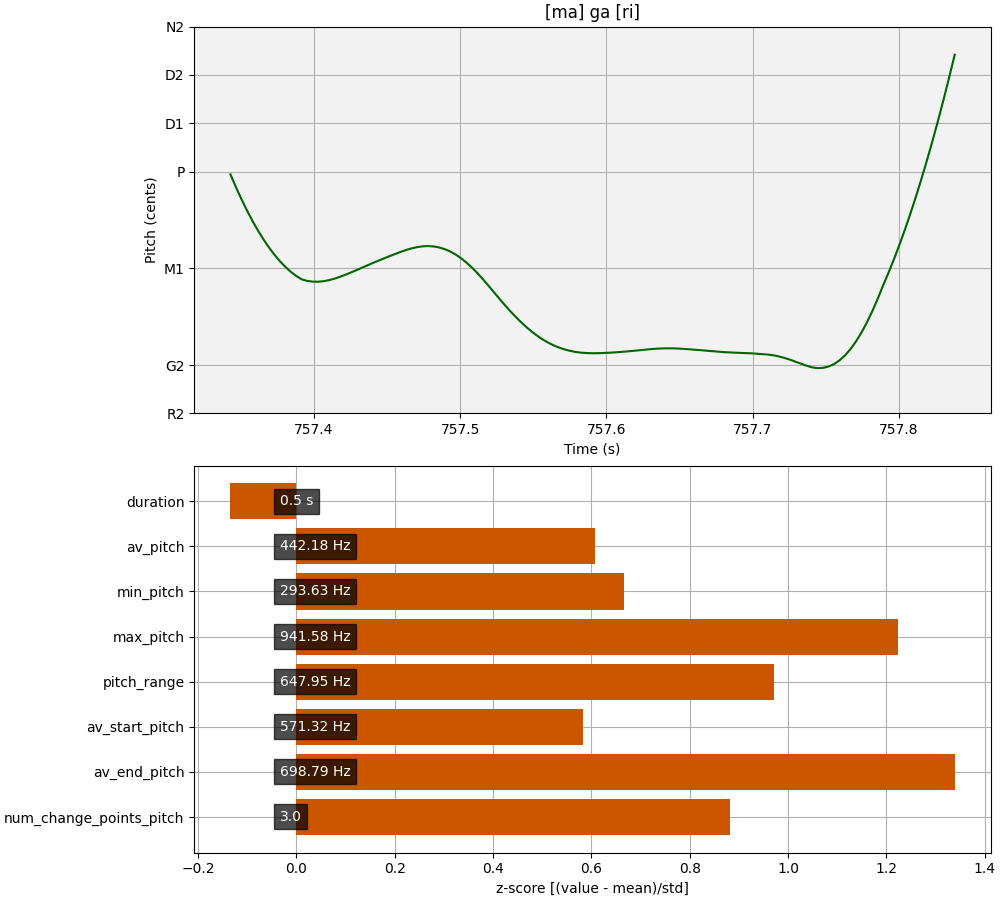 [ma] ga [ri]
N2
D2
D1
P
M1
G2
R2
Pitch (cents)
757.4 757.5 757.6 757.7 757.8
Time (s)
duration 0.5 s
av_pitch 442.18 Hz
min_pitch 293.63 Hz
max_pitch 941.58 Hz
pitch_range 647.95 Hz
av_start_pitch 571.32 Hz
av_end_pitch 698.79 Hz
num_change_points_pitch 3.0
−0.2 0.0 0.2 0.4 0.6 0.8 1.0 1.2 1.4
z-score [(value - mean)/std]